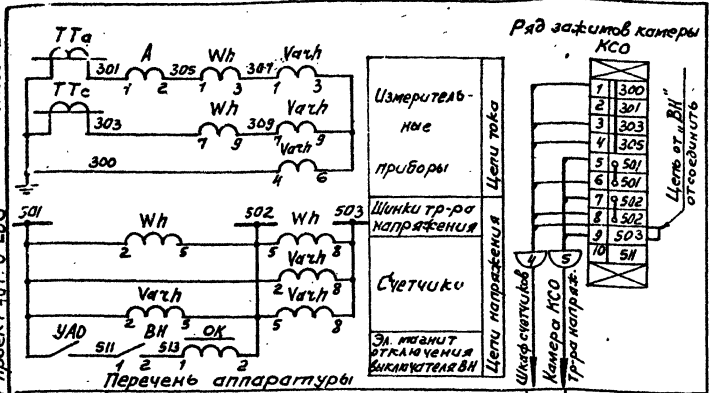 ТТа
301
А
305
Wh
307
Varh
1 2
1 3
1 3
ТТс
303
Wh
309
Varh
7 9
7 9
300
Varh
4 6
501
502
503
Wh
2 5
Wh
5 8
Varh
2 8
Varh
2 5
Varh
5 8
УАД
511
ВН
513
ОК
1 2
1 2
Перечень аппаратуры
Измеритель-
ные
приборы
Цепи тока
Шинки тр-ра
напряжения
Счетчики
Эл. магнит
отключения
выключателя ВН
Цепи напряжения
Ряд зажимов камеры
КСО
1 300
2 301
3 303
4 305
5 501
6 501
7 502
8 502
9 503
10 511
Цепь от „ВН"
отсоединить
4
5
Шкаф счетчиков
Камера КСО
тр-ра напряж.